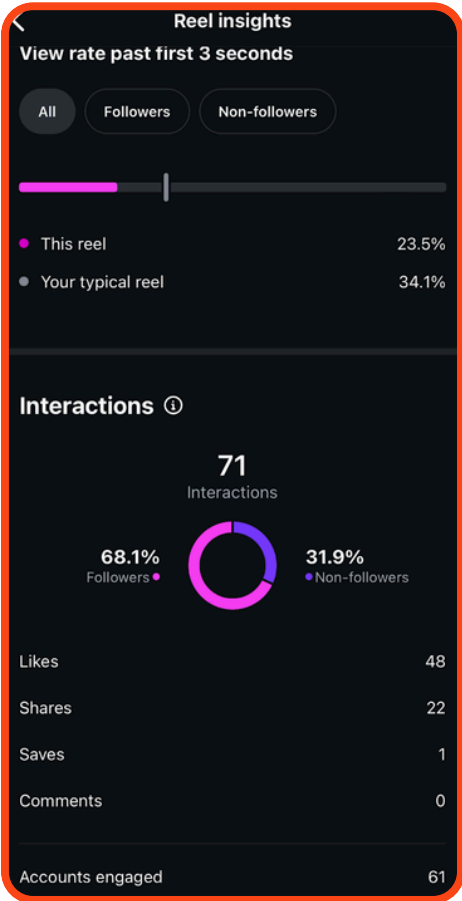 Reel insights
View rate past first 3 seconds
All Followers Non-followers
This reel 23.5%
Your typical reel 34.1%
Interactions
71
Interactions
68.1% 31.9%
Followers Non-followers
Likes 48
Shares 22
Saves 1
Comments 0
Accounts engaged 61